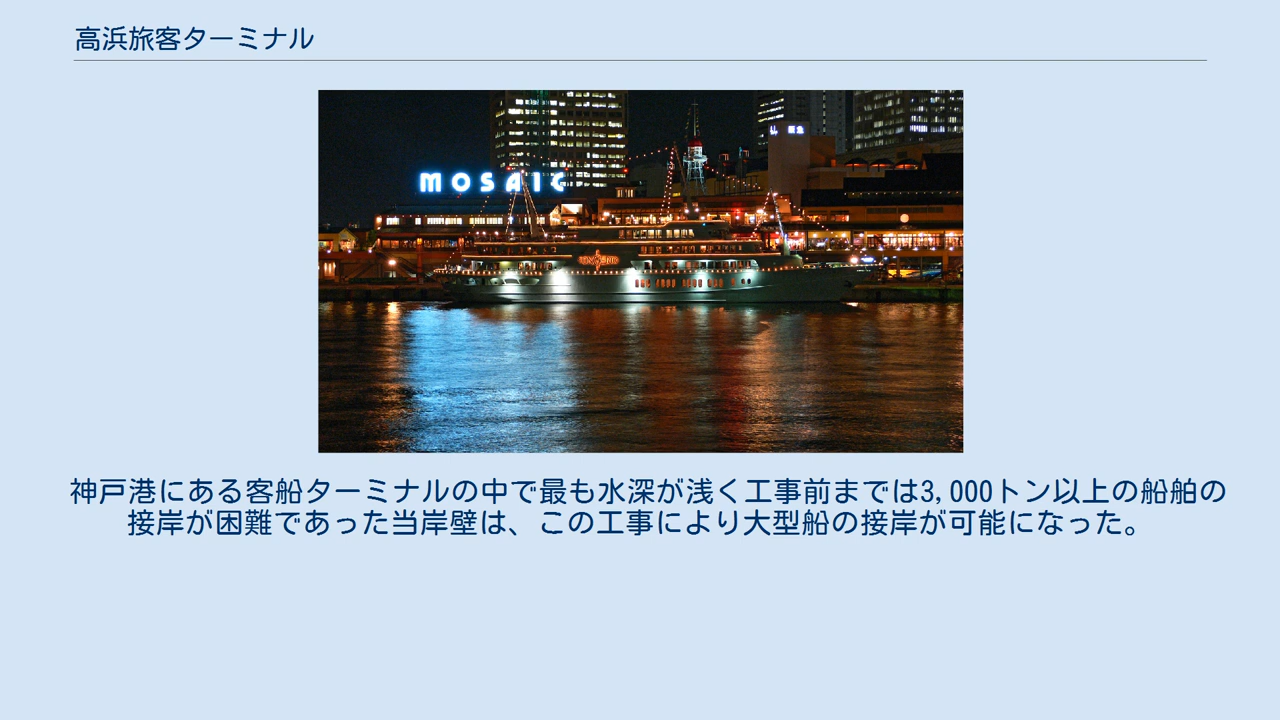 高浜旅客ターミナル
MOSAIC
神戸港にある客船ターミナルの中で最も水深が浅く工事前までは3,000トン以上の船舶の
接岸が困難であった当岸壁は、この工事により大型船の接岸が可能になった。